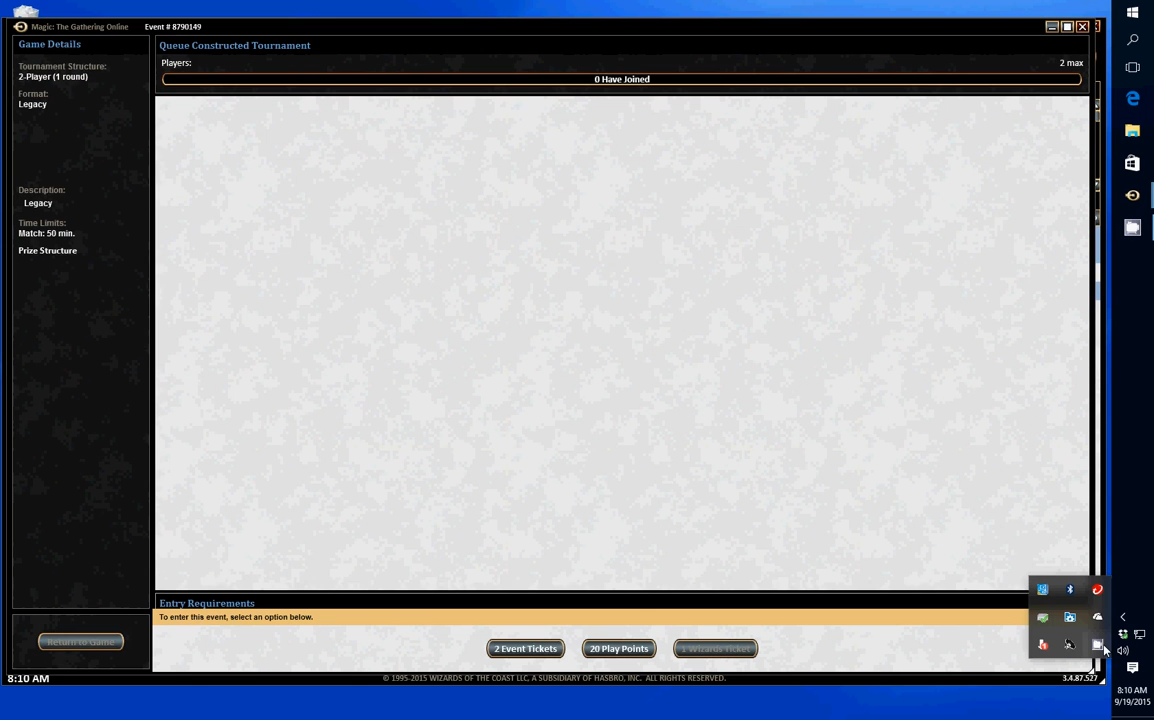 Magic: The Gathering Online
Event # 8790149
Game Details
Tournament Structure:
2-Player (1 round)
Format:
Legacy
Description:
Legacy
Time Limits:
Match: 50 min.
Prize Structure
Return to Game
8:10 AM
Queue Constructed Tournament
Players:
2 max
0 Have Joined
Entry Requirements
To enter this event, select an option below.
2 Event Tickets
20 Play Points
1 Wizards Ticket
© 1995-2015 WIZARDS OF THE COAST LLC, A SUBSIDIARY OF HASBRO, INC. ALL RIGHTS RESERVED.
3.4.87.527
8:10 AM
9/19/2015